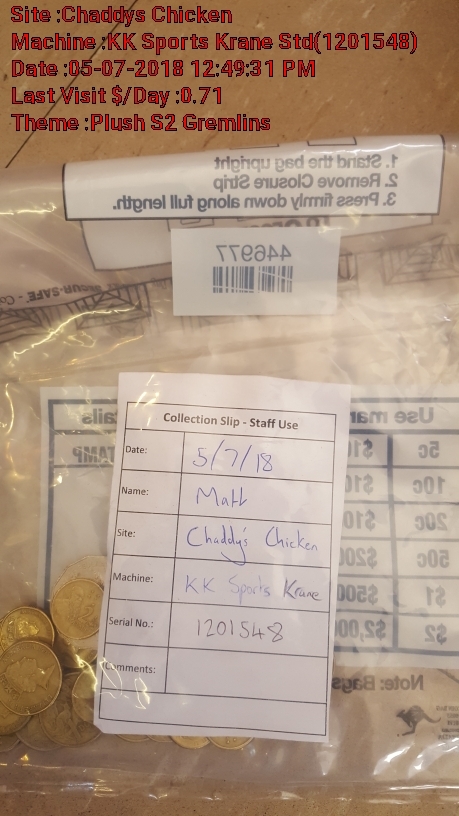 Site :Chaddys Chicken
Machine :KK Sports Krane Std(1201548)
Date :05-07-2018 12:49:31 PM
Last Visit $/Day :0.71
Theme :Plush S2 Gremlins
1. Stand the bag upright
2. Remove Closure Strip
3. Press firmly down along full length.
446977
Collection Slip - Staff Use
Date: 5/7/18
Name: Matt
Site: Chaddy's Chicken
Machine: KK Sports Krane
Serial No.: 1201548
Comments:
Use
5c
10c
20c
50c
$1
$2
Note: Bags